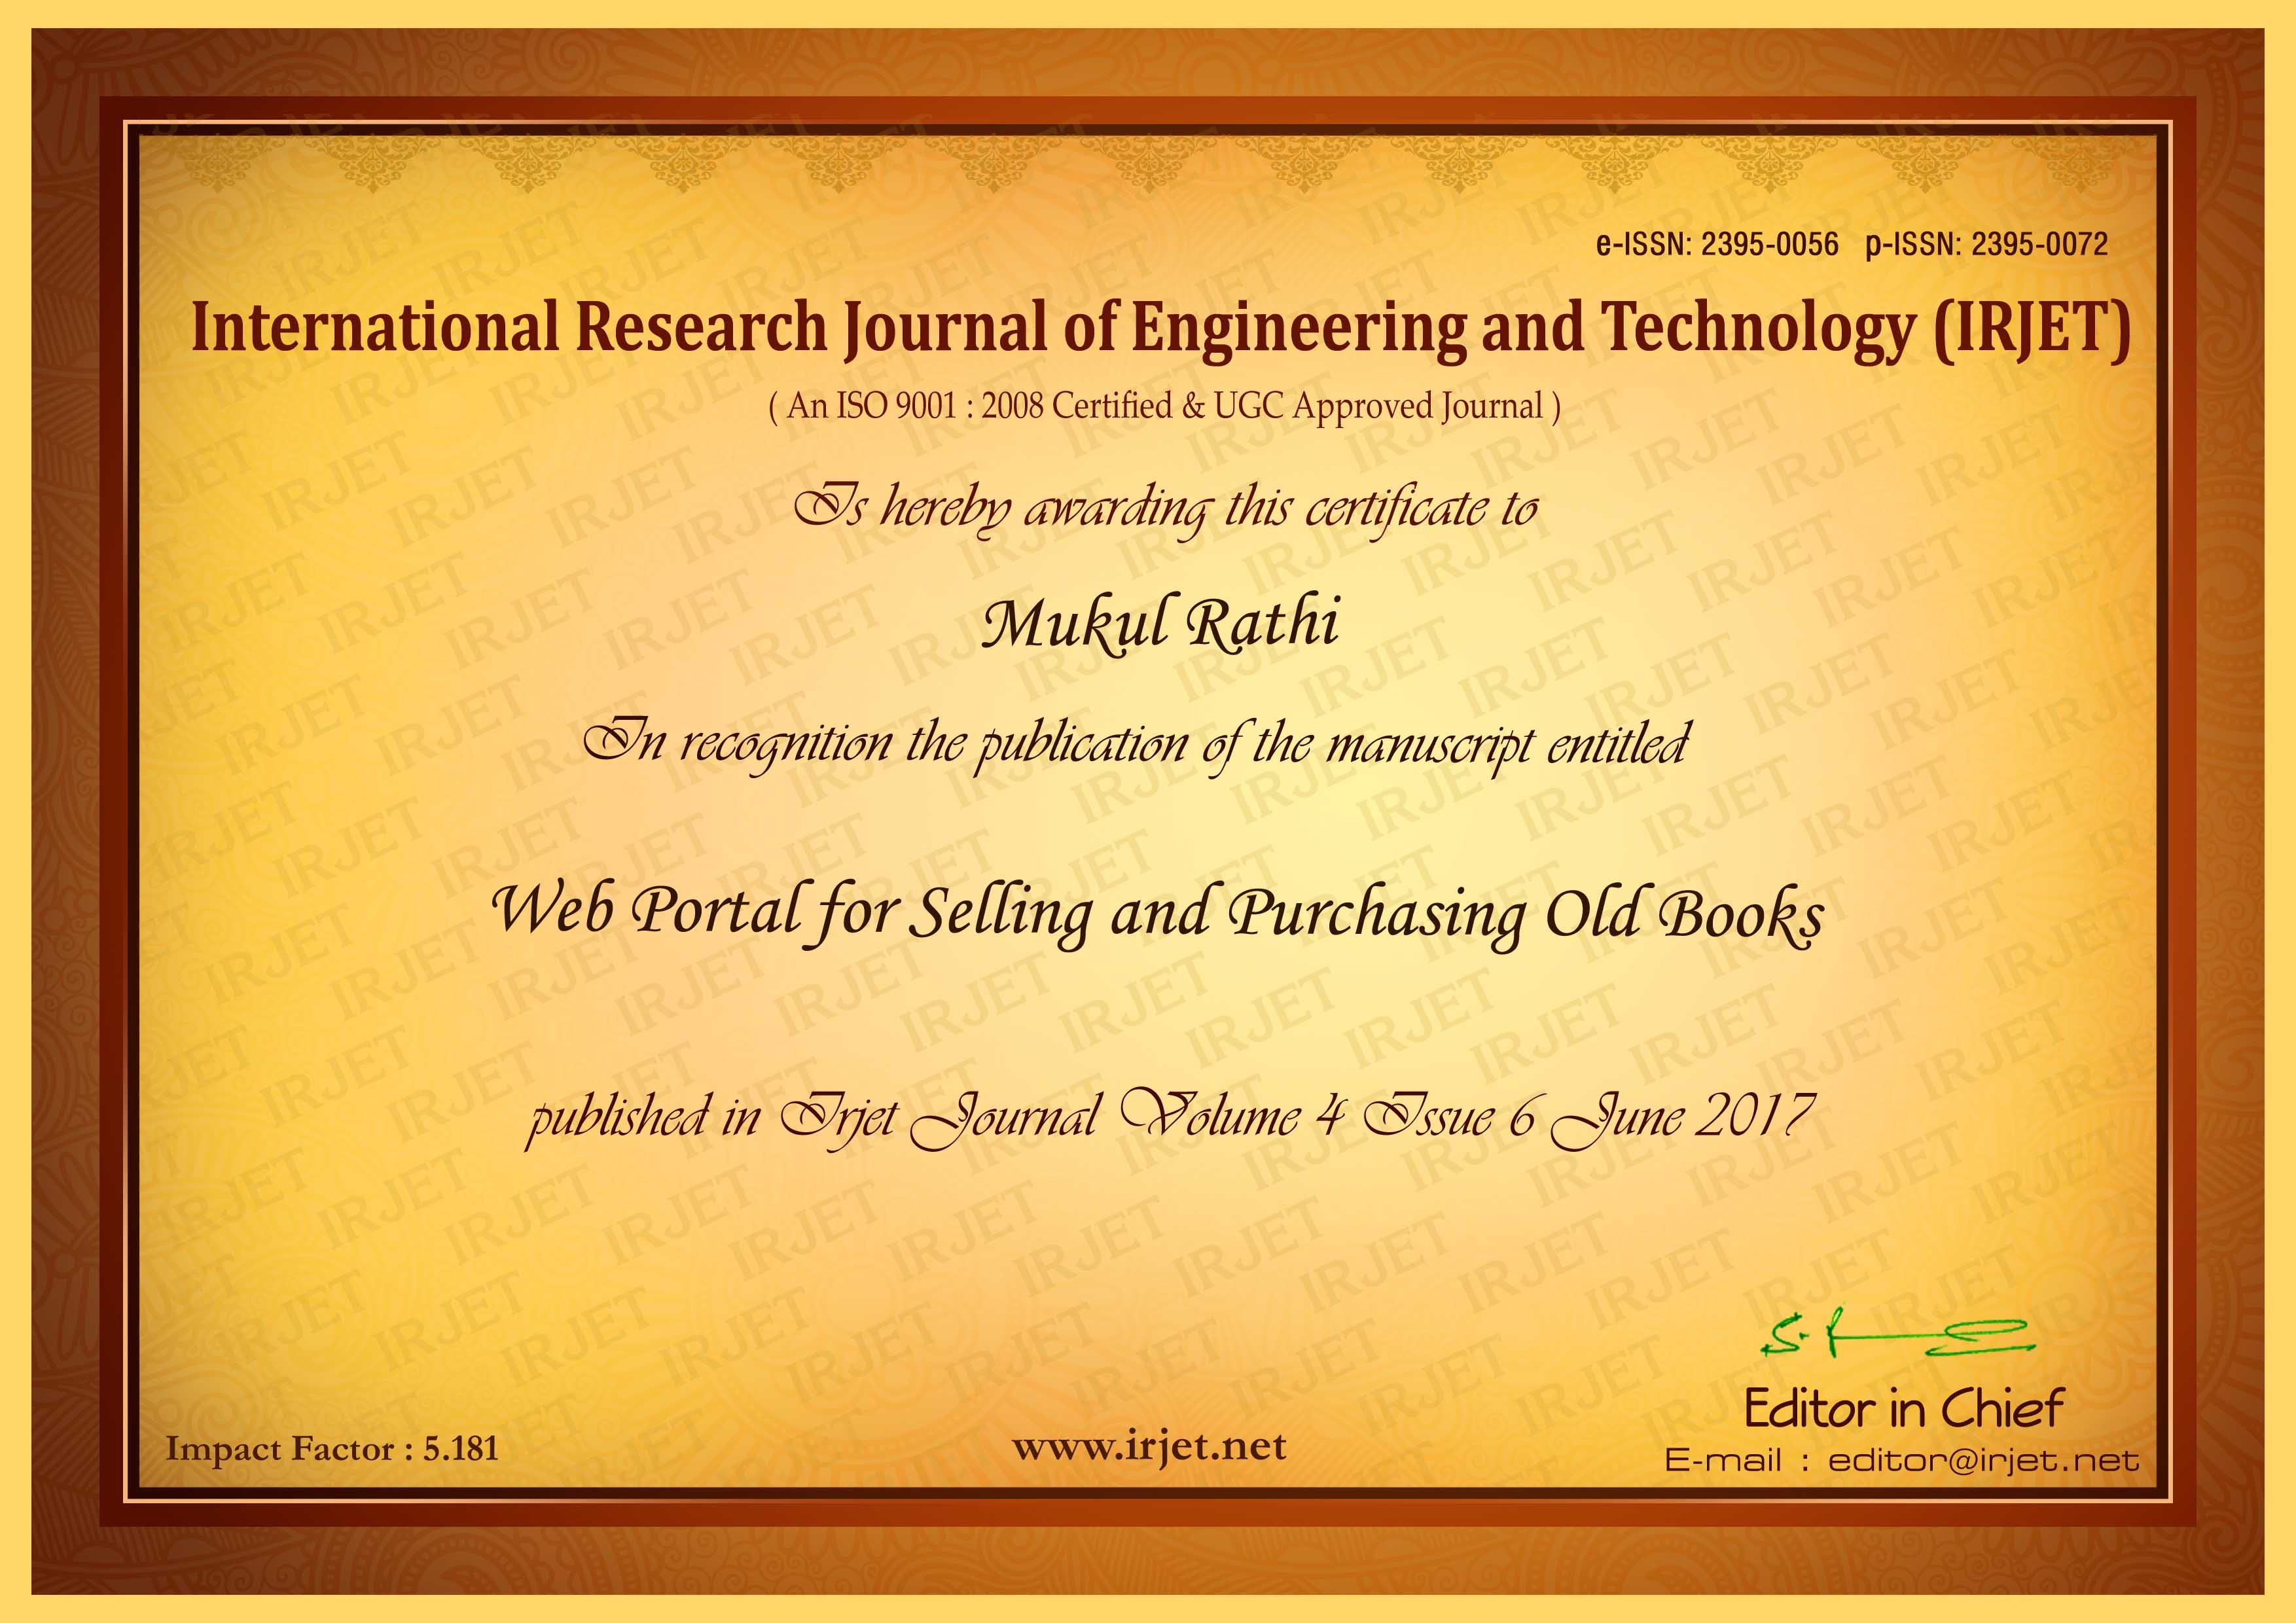 e-ISSN: 2395-0056 p-ISSN: 2395-0072
International Research Journal of Engineering and Technology (IRJET)
( An ISO 9001 : 2008 Certified & UGC Approved Journal )
Is hereby awarding this certificate to
Mukul Rathi
In recognition the publication of the manuscript entitled
Web Portal for Selling and Purchasing Old Books
published in Irjet Journal Volume 4 Issue 6 June 2017
Editor in Chief
Impact Factor : 5.181
www.irjet.net
E-mail : editor@irjet.net